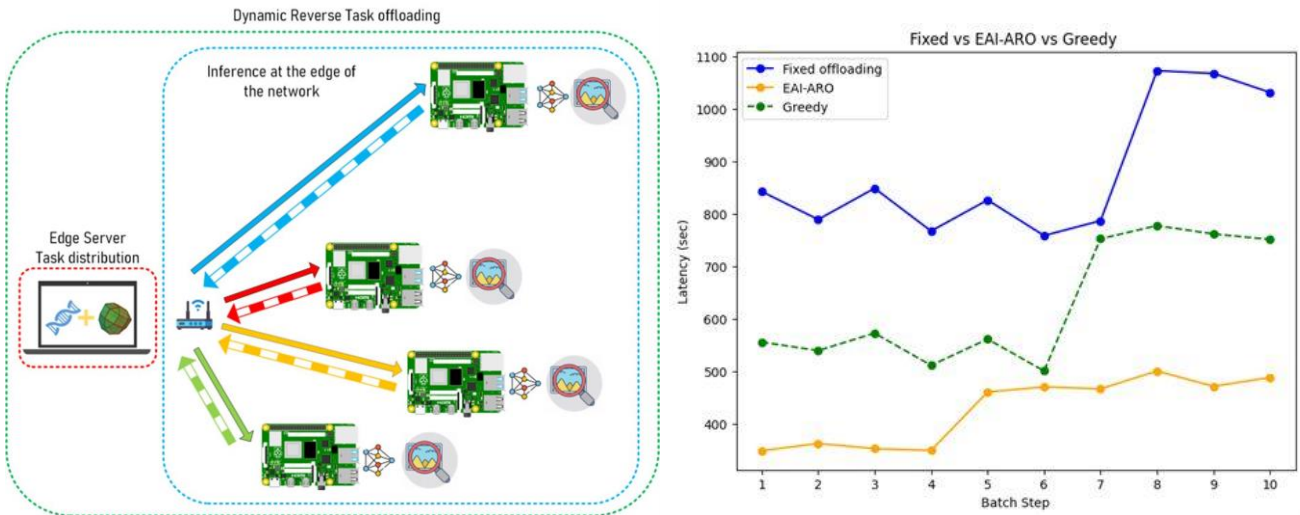 Dynamic Reverse Task offloading
Inference at the edge of
the network
Edge Server
Task distribution
Fixed vs EAI-ARO vs Greedy
Fixed offloading
EAI-ARO
Greedy
Latency (sec)
1100
1000
900
800
700
600
500
400
1 2 3 4 5 6 7 8 9 10
Batch Step